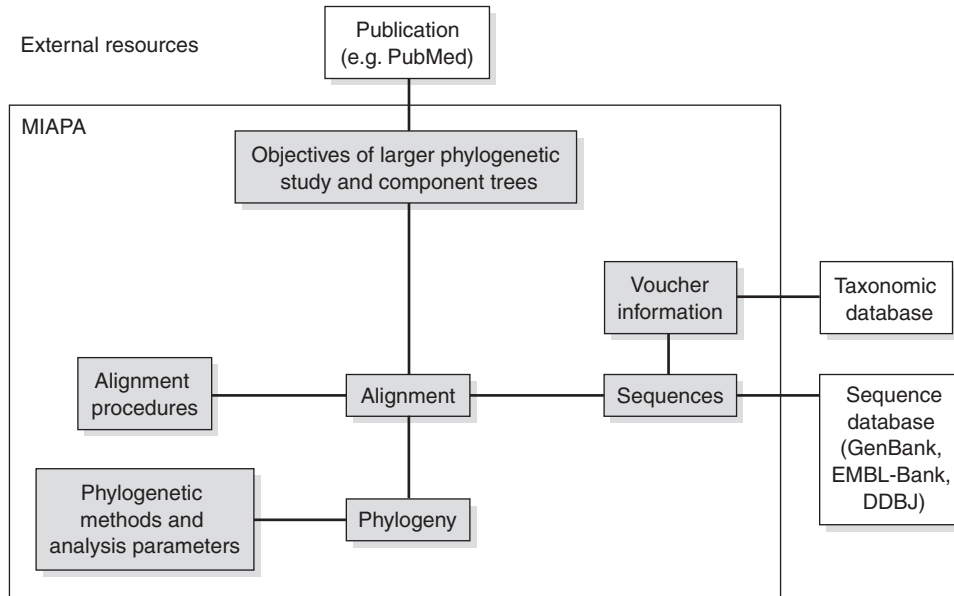 External resources
Publication
(e.g. PubMed)
MIAPA
Objectives of larger phylogenetic
study and component trees
Voucher
information
Taxonomic
database
Alignment
procedures
Alignment
Sequences
Sequence
database
(GenBank,
EMBL-Bank,
DDBJ)
Phylogenetic
methods and
analysis parameters
Phylogeny